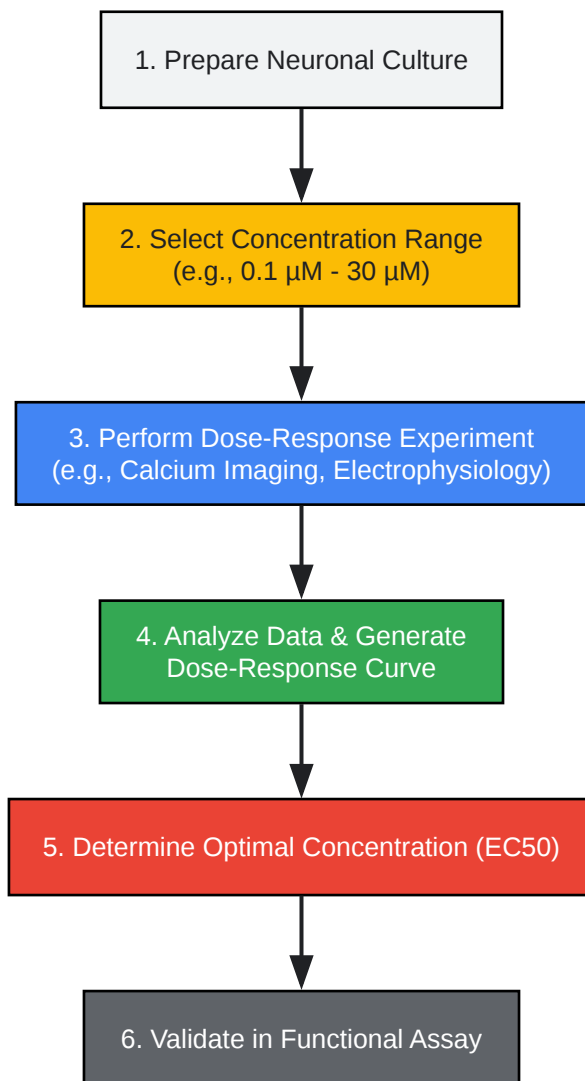 1. Prepare Neuronal Culture
2. Select Concentration Range
(e.g., 0.1 µM - 30 µM)
3. Perform Dose-Response Experiment
(e.g., Calcium Imaging, Electrophysiology)
4. Analyze Data & Generate
Dose-Response Curve
5. Determine Optimal Concentration (EC50)
6. Validate in Functional Assay